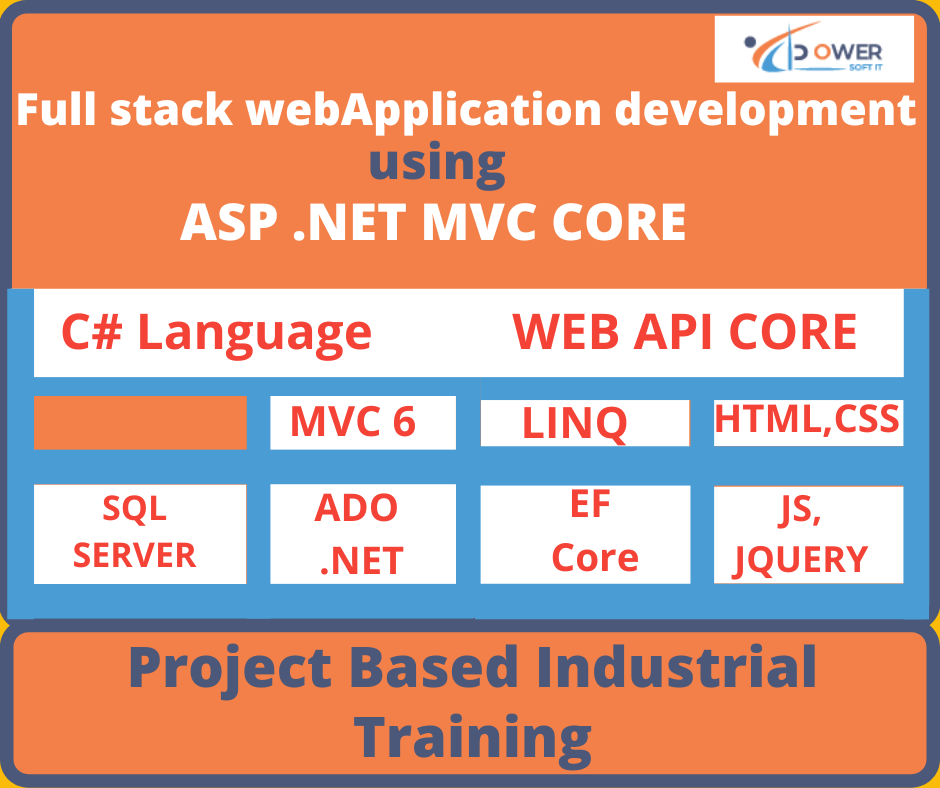 POWER
SOFT IT
Full stack webApplication development
using
ASP .NET MVC CORE
C# Language WEB API CORE
MVC 6 LINQ HTML,CSS
SQL
SERVER
ADO
.NET
EF
Core
JS,
JQUERY
Project Based Industrial
Training